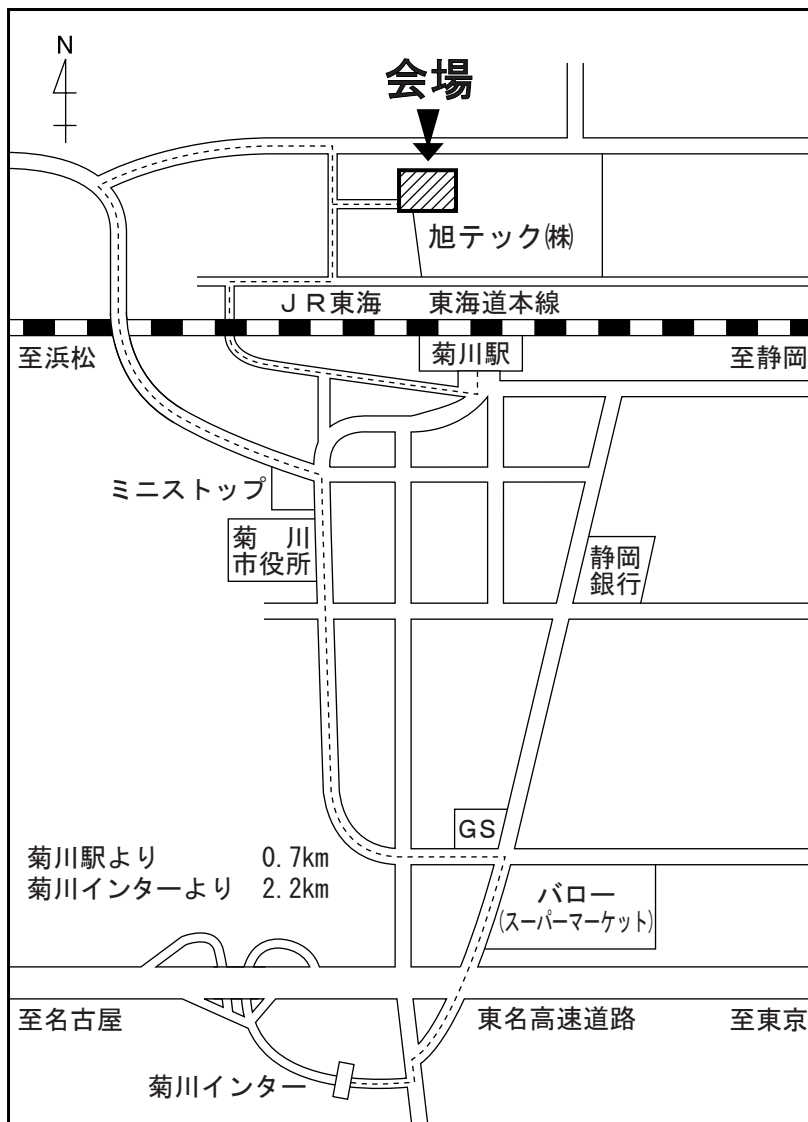 N
会場
旭テック㈱
ＪＲ東海　東海道本線
至浜松
菊川駅
至静岡
ミニストップ
菊　川
市役所
静岡
銀行
GS
菊川駅より　0.7km
菊川インターより　2.2km
バロー
(スーパーマーケット)
至名古屋
東名高速道路
至東京
菊川インター